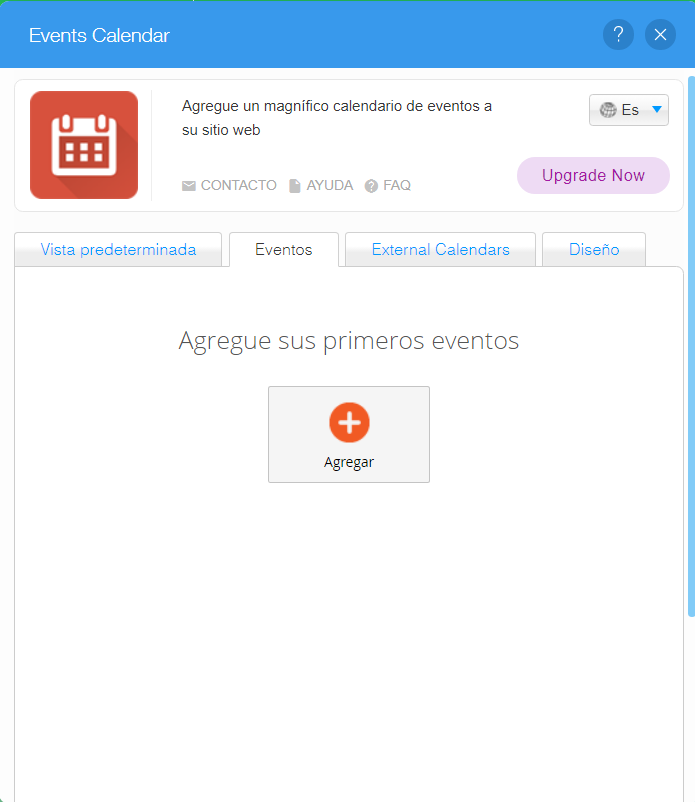 Events Calendar
?
Agregue un magnífico calendario de eventos a
su sitio web
Es
CONTACTO AYUDA ? FAQ
Upgrade Now
Vista predeterminada Eventos External Calendars Diseño
Agregue sus primeros eventos
Agregar